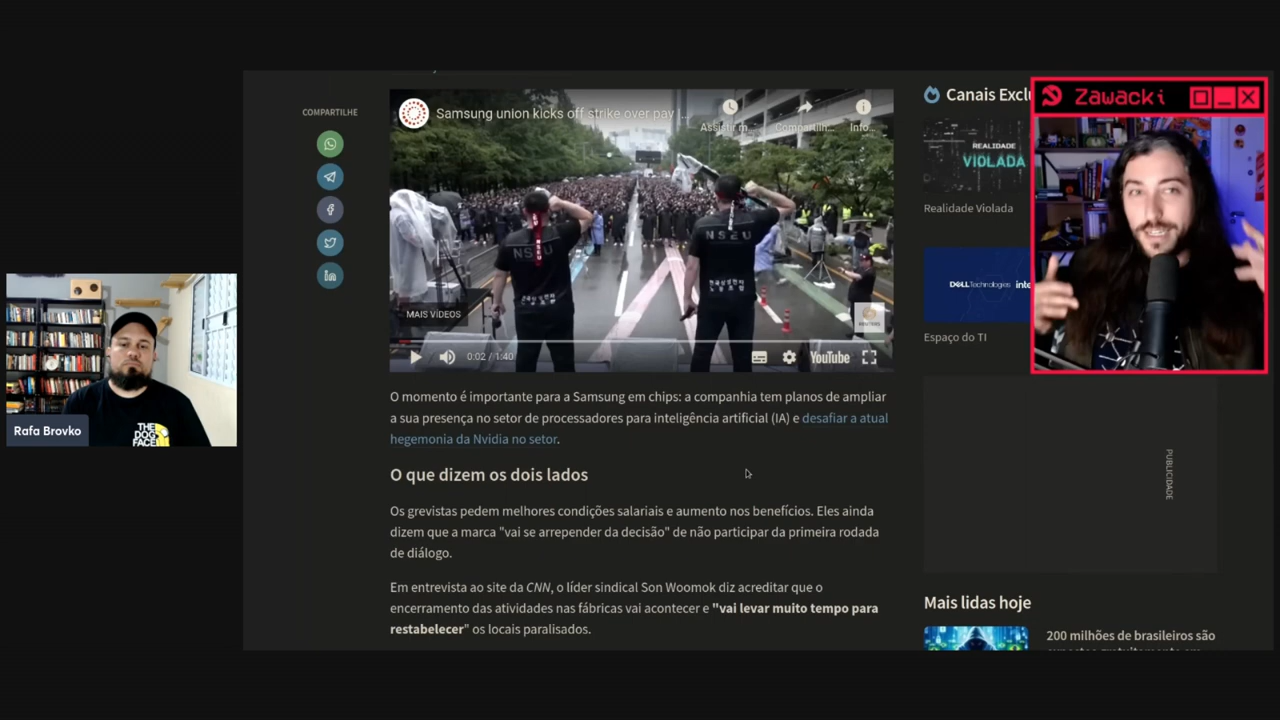 COMPARTILHE
Samsung union kicks off strike over pay |...
Assistir m...
Compartilh...
Info...
NSEU
NSEU
MAIS VÍDEOS
REUTERS
0:02 / 1:40
YouTube
O momento é importante para a Samsung em chips: a companhia tem planos de ampliar
a sua presença no setor de processadores para inteligência artificial (IA) e desafiar a atual
hegemonia da Nvidia no setor.
O que dizem os dois lados
Os grevistas pedem melhores condições salariais e aumento nos benefícios. Eles ainda
dizem que a marca "vai se arrepender da decisão" de não participar da primeira rodada
de diálogo.
Em entrevista ao site da CNN, o líder sindical Son Woomok diz acreditar que o
encerramento das atividades nas fábricas vai acontecer e "vai levar muito tempo para
restabelecer" os locais paralisados.
Canais Exclu
REALIDADE
VIOLADA
Realidade Violada
DELLTechnologies inte
Espaço do TI
PUBLICIDADE
Mais lidas hoje
200 milhões de brasileiros são
Zawacki
Rafa Brovko
THE
DOG
FACE